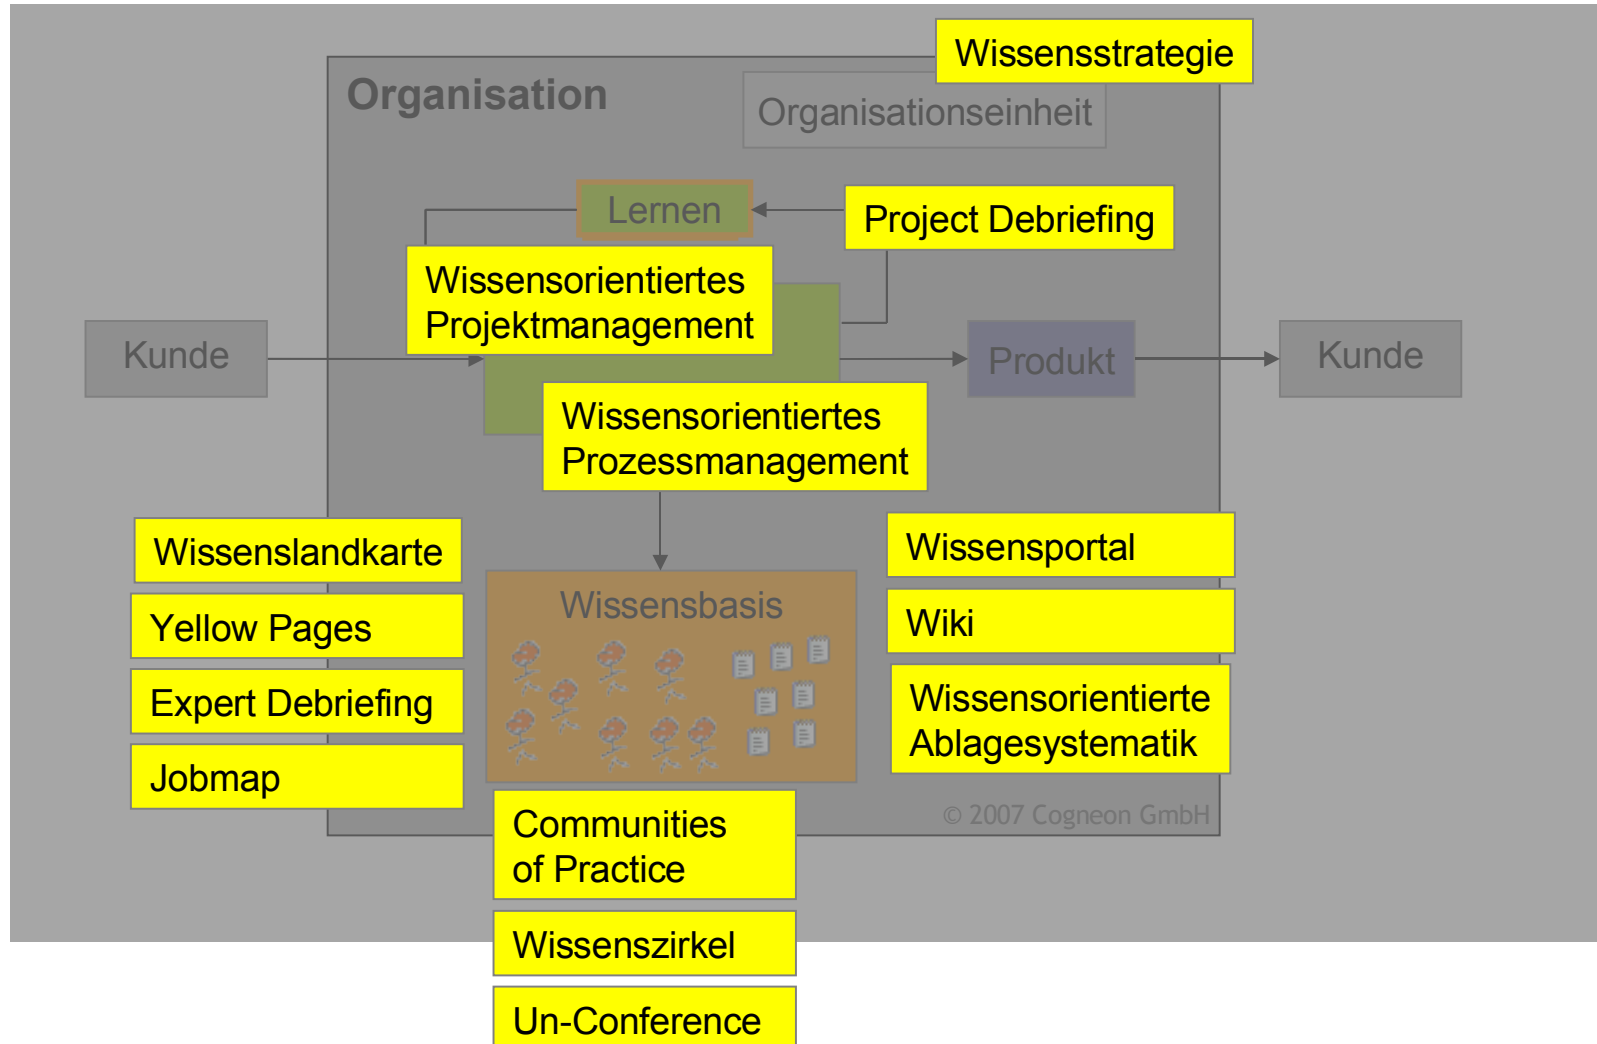 Wissensstrategie
Organisation
Organisationseinheit
Lernen
Project Debriefing
Wissensorientiertes
Projektmanagement
Kunde
Produkt
Kunde
Wissensorientiertes
Prozessmanagement
Wissenslandkarte
Yellow Pages
Expert Debriefing
Jobmap
Wissensbasis
Wissensportal
Wiki
Wissensorientierte
Ablagesystematik
© 2007 Cogneon GmbH
Communities
of Practice
Wissenszirkel
Un-Conference